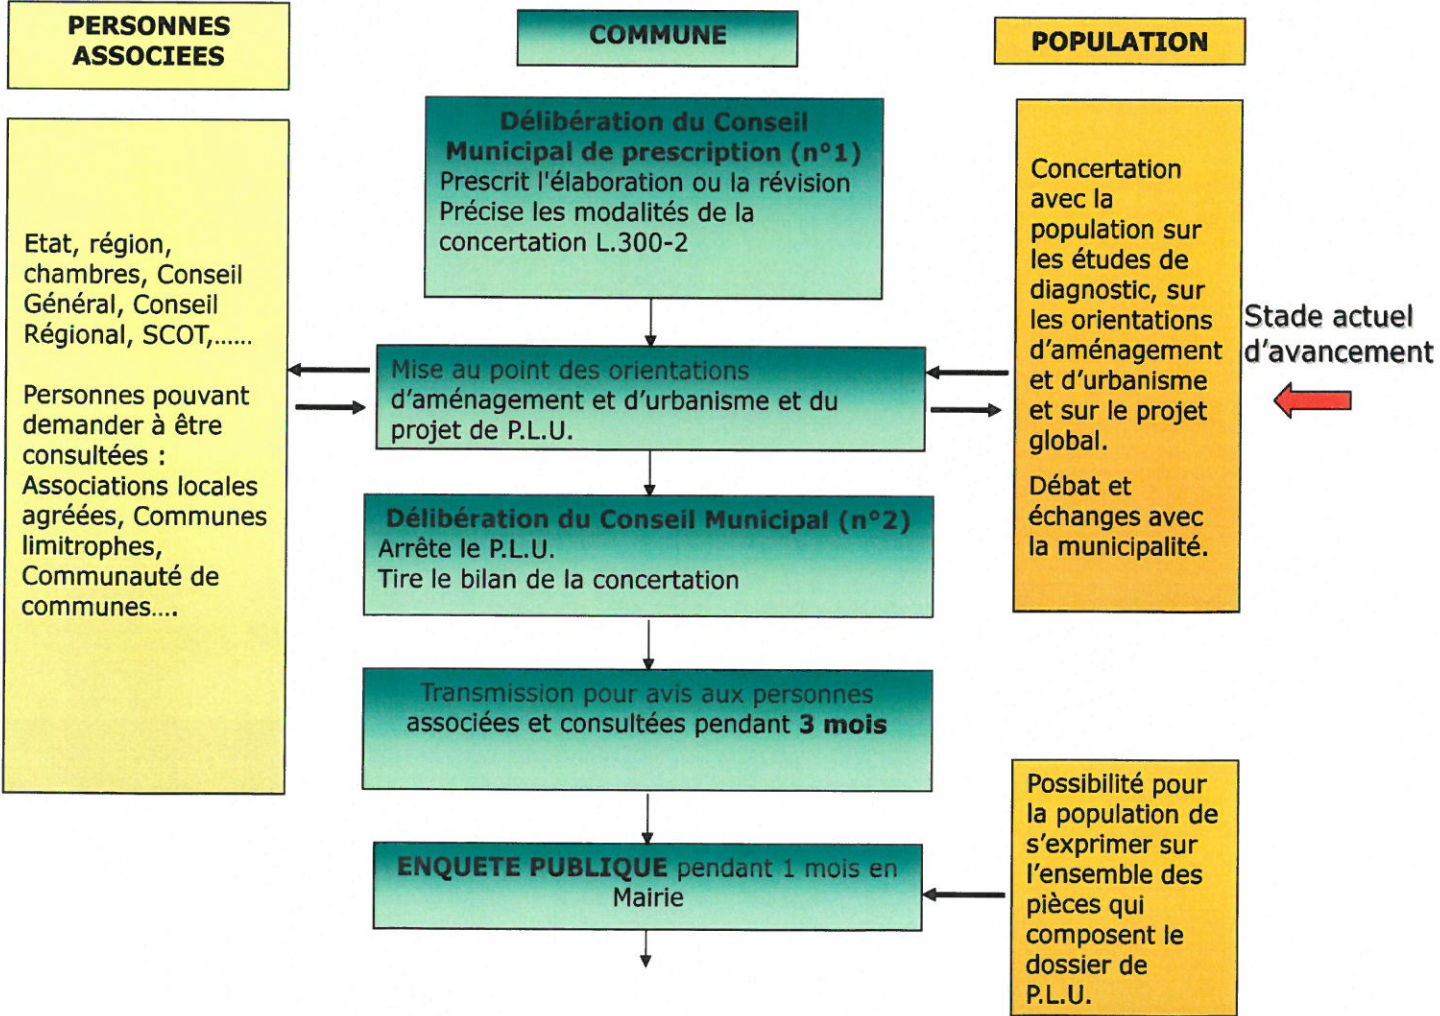 PERSONNES
ASSOCIEES
COMMUNE
POPULATION
Etat, région,
chambres, Conseil
Général, Conseil
Régional, SCOT,......
Personnes pouvant
demander à être
consultées :
Associations locales
agréées, Communes
limitrophes,
Communauté de
communes....
Délibération du Conseil
Municipal de prescription (n°1)
Prescrit l'élaboration ou la révision
Précise les modalités de la
concertation L.300-2
Mise au point des orientations
d'aménagement et d'urbanisme et du
projet de P.L.U.
Délibération du Conseil Municipal (n°2)
Arrête le P.L.U.
Tire le bilan de la concertation
Transmission pour avis aux personnes
associées et consultées pendant 3 mois
ENQUETE PUBLIQUE pendant 1 mois en
Mairie
Concertation
avec la
population sur
les études de
diagnostic, sur
les orientations
d'aménagement
et d'urbanisme
et sur le projet
global.
Débat et
échanges avec
la municipalité.
Stade actuel
d'avancement
Possibilité pour
la population de
s'exprimer sur
l'ensemble des
pièces qui
composent le
dossier de
P.L.U.